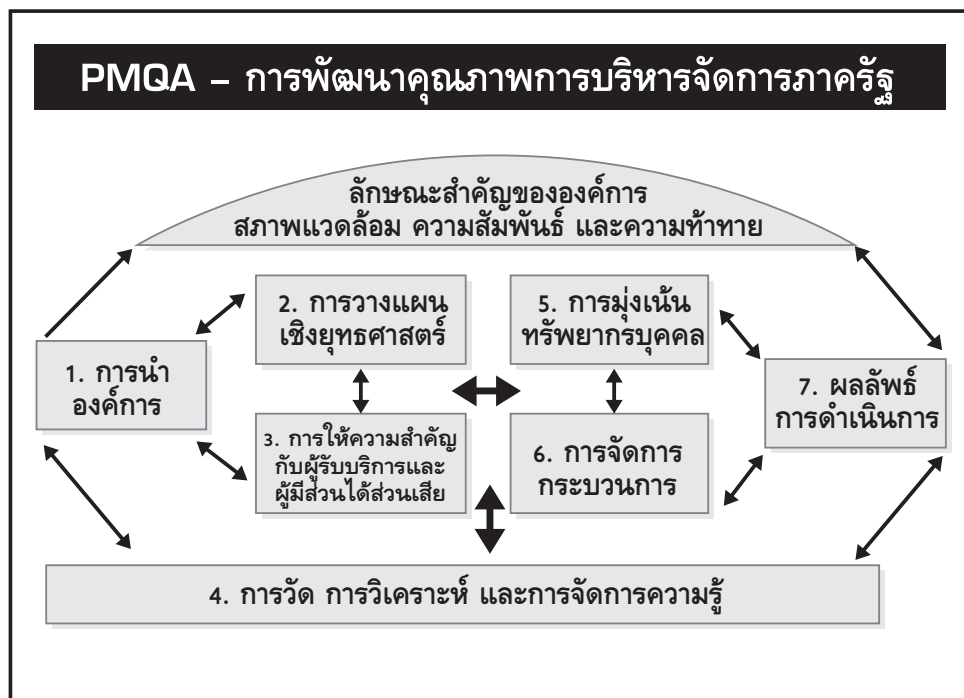 PMQA – การพัฒนาคุณภาพการบริหารจัดการภาครัฐ
ลักษณะสำคัญขององค์การ
สภาพแวดล้อม ความสัมพันธ์ และความท้าทาย
2. การวางแผน
เชิงยุทธศาสตร์
5. การมุ่งเน้น
ทรัพยากรบุคคล
1. การนำ
องค์การ
7. ผลลัพธ์
การดำเนินการ
3. การให้ความสำคัญ
กับผู้รับบริการและ
ผู้มีส่วนได้ส่วนเสีย
6. การจัดการ
กระบวนการ
4. การวัด การวิเคราะห์ และการจัดการความรู้